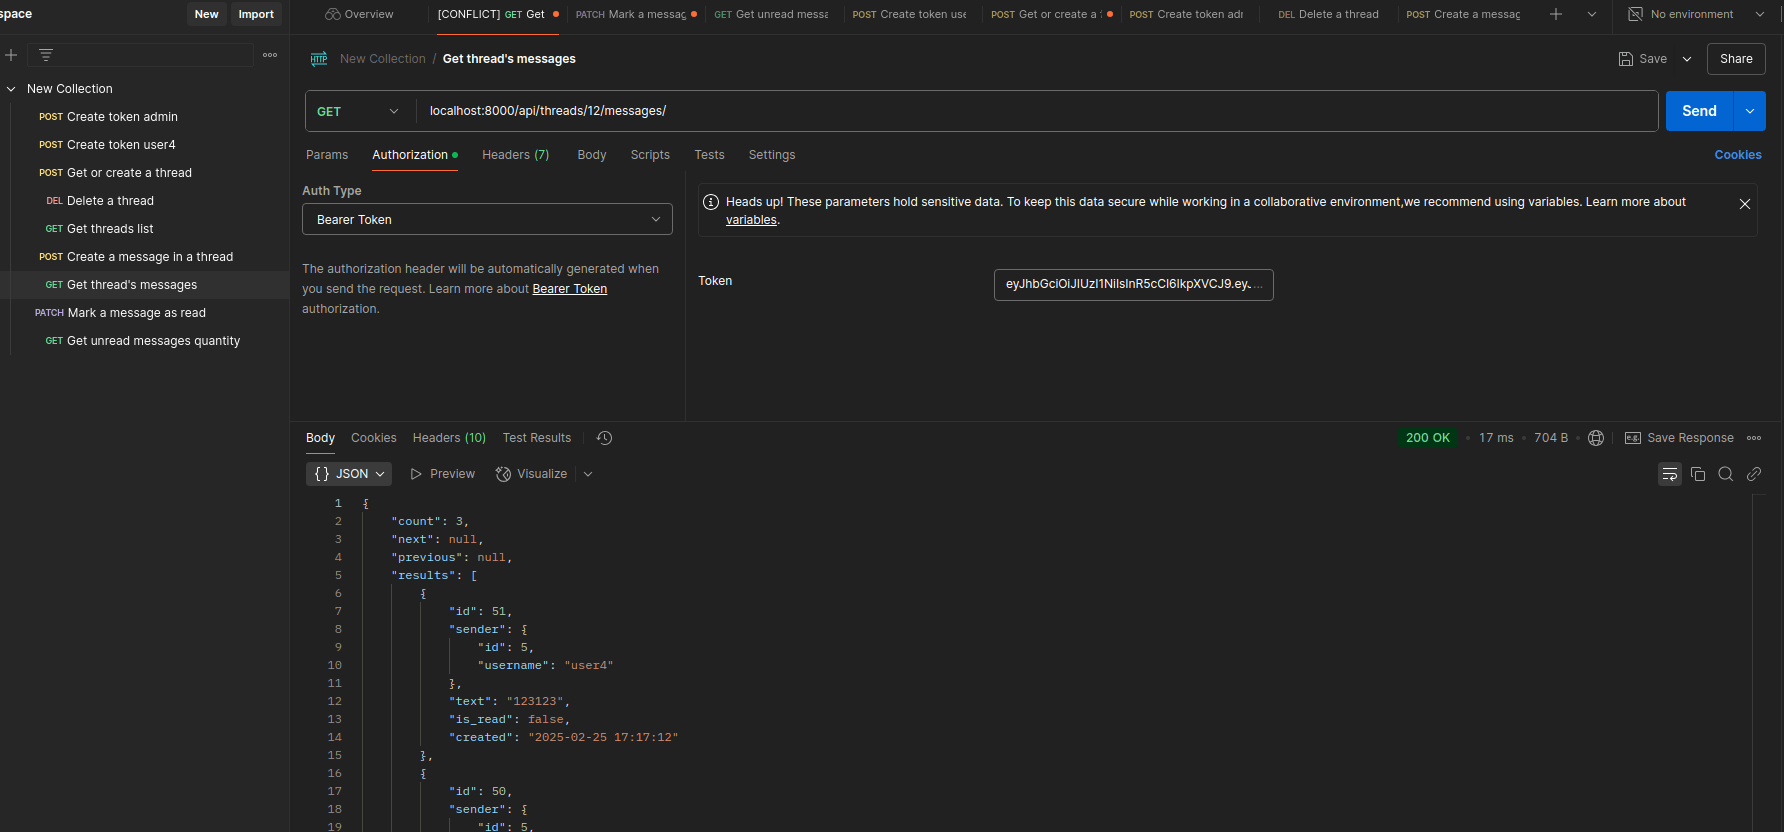 space
New
Import
Overview
[CONFLICT] GET Get
PATCH Mark a messag
GET Get unread messa
POST Create token use
POST Get or create a
POST Create token adr
DEL Delete a thread
POST Create a messag
No environment
New Collection
POST Create token admin
POST Create token user4
POST Get or create a thread
DEL Delete a thread
GET Get threads list
POST Create a message in a thread
GET Get thread's messages
PATCH Mark a message as read
GET Get unread messages quantity
HTTP New Collection / Get thread's messages
Save
Share
GET
localhost:8000/api/threads/12/messages/
Send
Params
Authorization
Headers (7)
Body
Scripts
Tests
Settings
Cookies
Auth Type
Bearer Token
The authorization header will be automatically generated when
you send the request. Learn more about Bearer Token
authorization.
Heads up! These parameters hold sensitive data. To keep this data secure while working in a collaborative environment,we recommend using variables. Learn more about
variables.
Token
eyJhbGciOiJIUzI1NiIsInR5cCI6IkpXVCJ9.ey. ...
Body
Cookies
Headers (10)
Test Results
200 OK • 17 ms • 704 B •
e.g. Save Response
{} JSON
Preview
Visualize
1 {
2 "count": 3,
3 "next": null,
4 "previous": null,
5 "results": [
6 {
7 "id": 51,
8 "sender": {
9 "id": 5,
10 "username": "user4"
11 },
12 "text": "123123",
13 "is_read": false,
14 "created": "2025-02-25 17:17:12"
15 },
16 {
17 "id": 50,
18 "sender": {
19 "id": 5,